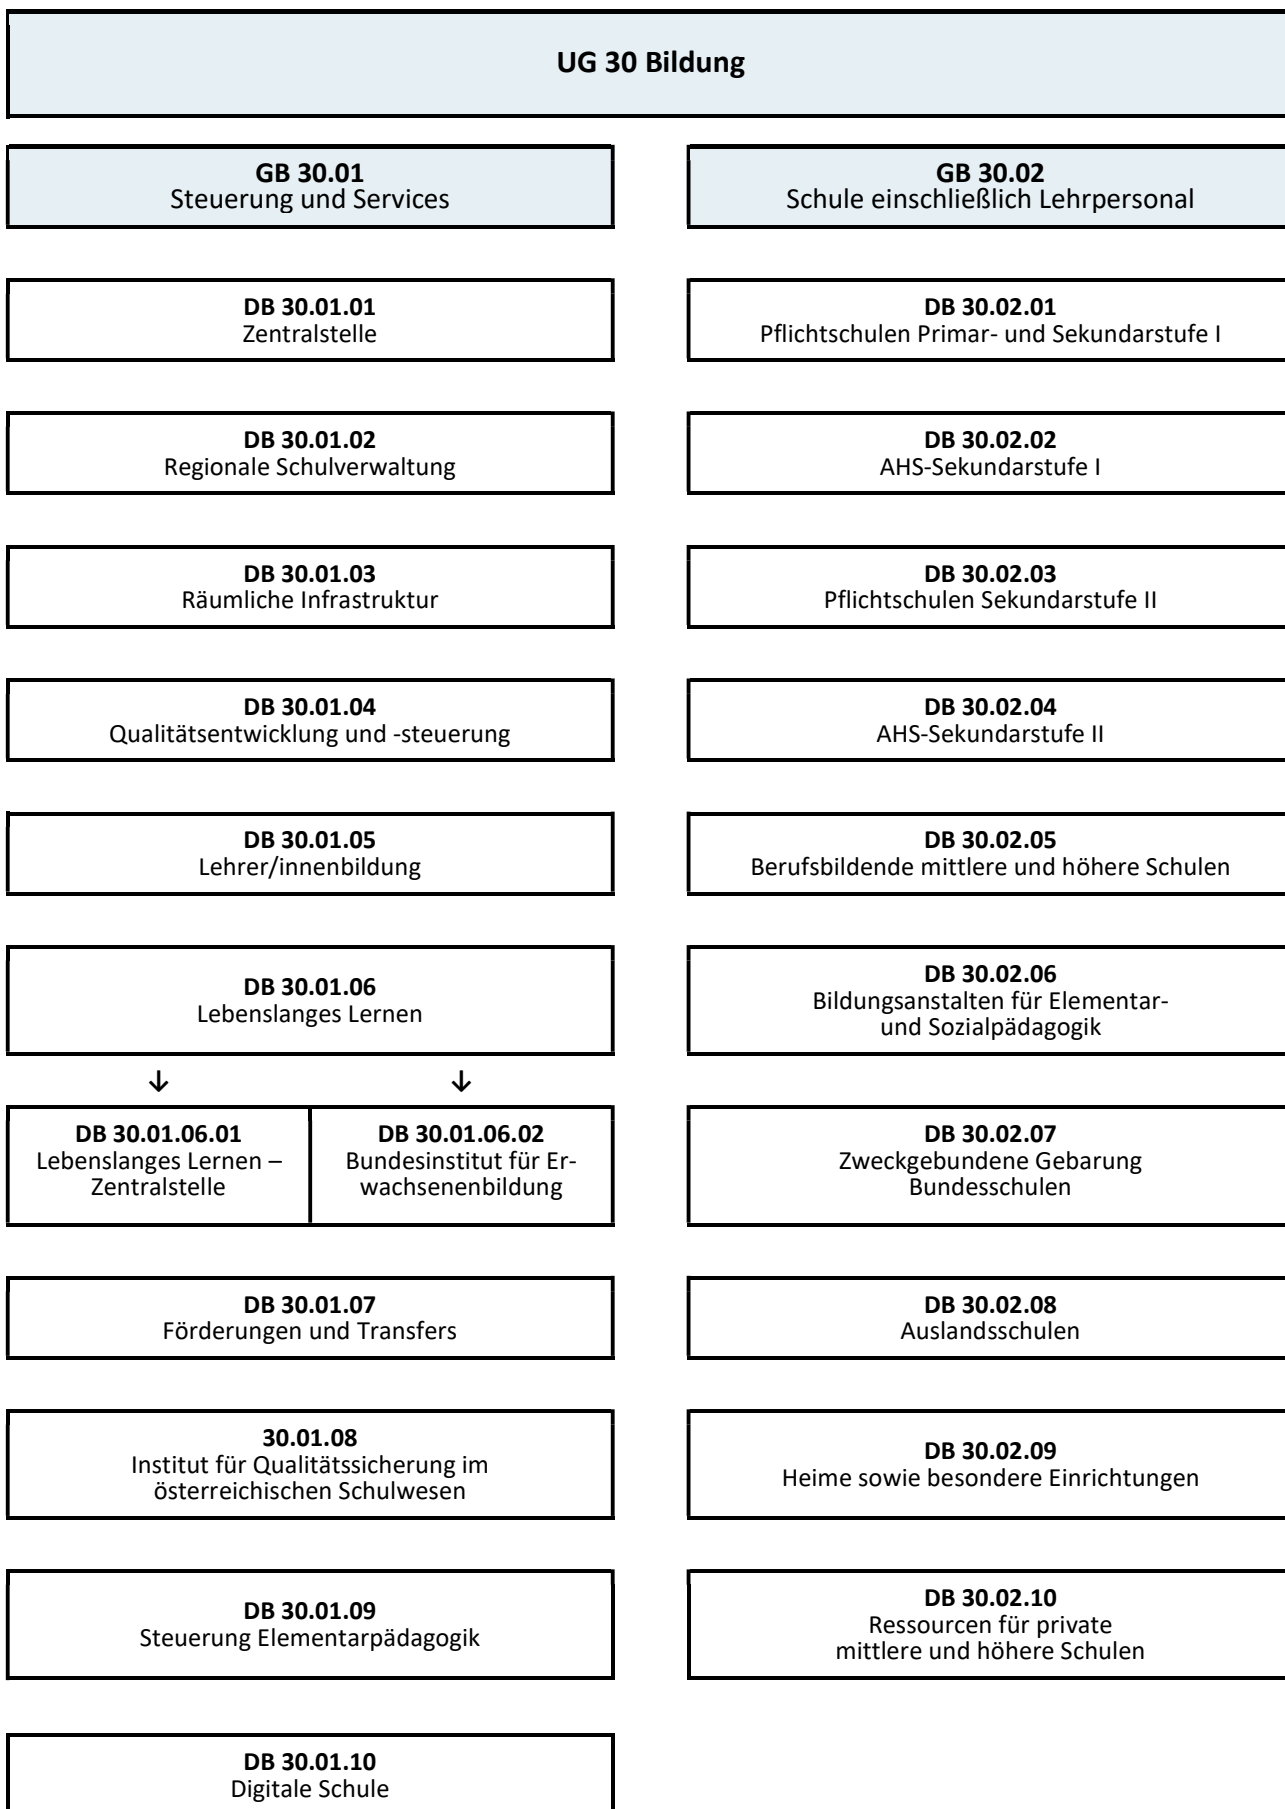 UG 30 Bildung
GB 30.01
Steuerung und Services
GB 30.02
Schule einschließlich Lehrpersonal
DB 30.01.01
Zentralstelle
DB 30.02.01
Pflichtschulen Primar- und Sekundarstufe I
DB 30.01.02
Regionale Schulverwaltung
DB 30.02.02
AHS-Sekundarstufe I
DB 30.01.03
Räumliche Infrastruktur
DB 30.02.03
Pflichtschulen Sekundarstufe II
DB 30.01.04
Qualitätsentwicklung und -steuerung
DB 30.02.04
AHS-Sekundarstufe II
DB 30.01.05
Lehrer/innenbildung
DB 30.02.05
Berufsbildende mittlere und höhere Schulen
DB 30.01.06
Lebenslanges Lernen
DB 30.02.06
Bildungsanstalten für Elementar-
und Sozialpädagogik
↓ ↓
DB 30.01.06.01
Lebenslanges Lernen –
Zentralstelle
DB 30.01.06.02
Bundesinstitut für Er-
wachsenenbildung
DB 30.02.07
Zweckgebundene Gebarung
Bundesschulen
DB 30.01.07
Förderungen und Transfers
DB 30.02.08
Auslandsschulen
30.01.08
Institut für Qualitätssicherung im
österreichischen Schulwesen
DB 30.02.09
Heime sowie besondere Einrichtungen
DB 30.01.09
Steuerung Elementarpädagogik
DB 30.02.10
Ressourcen für private
mittlere und höhere Schulen
DB 30.01.10
Digitale Schule